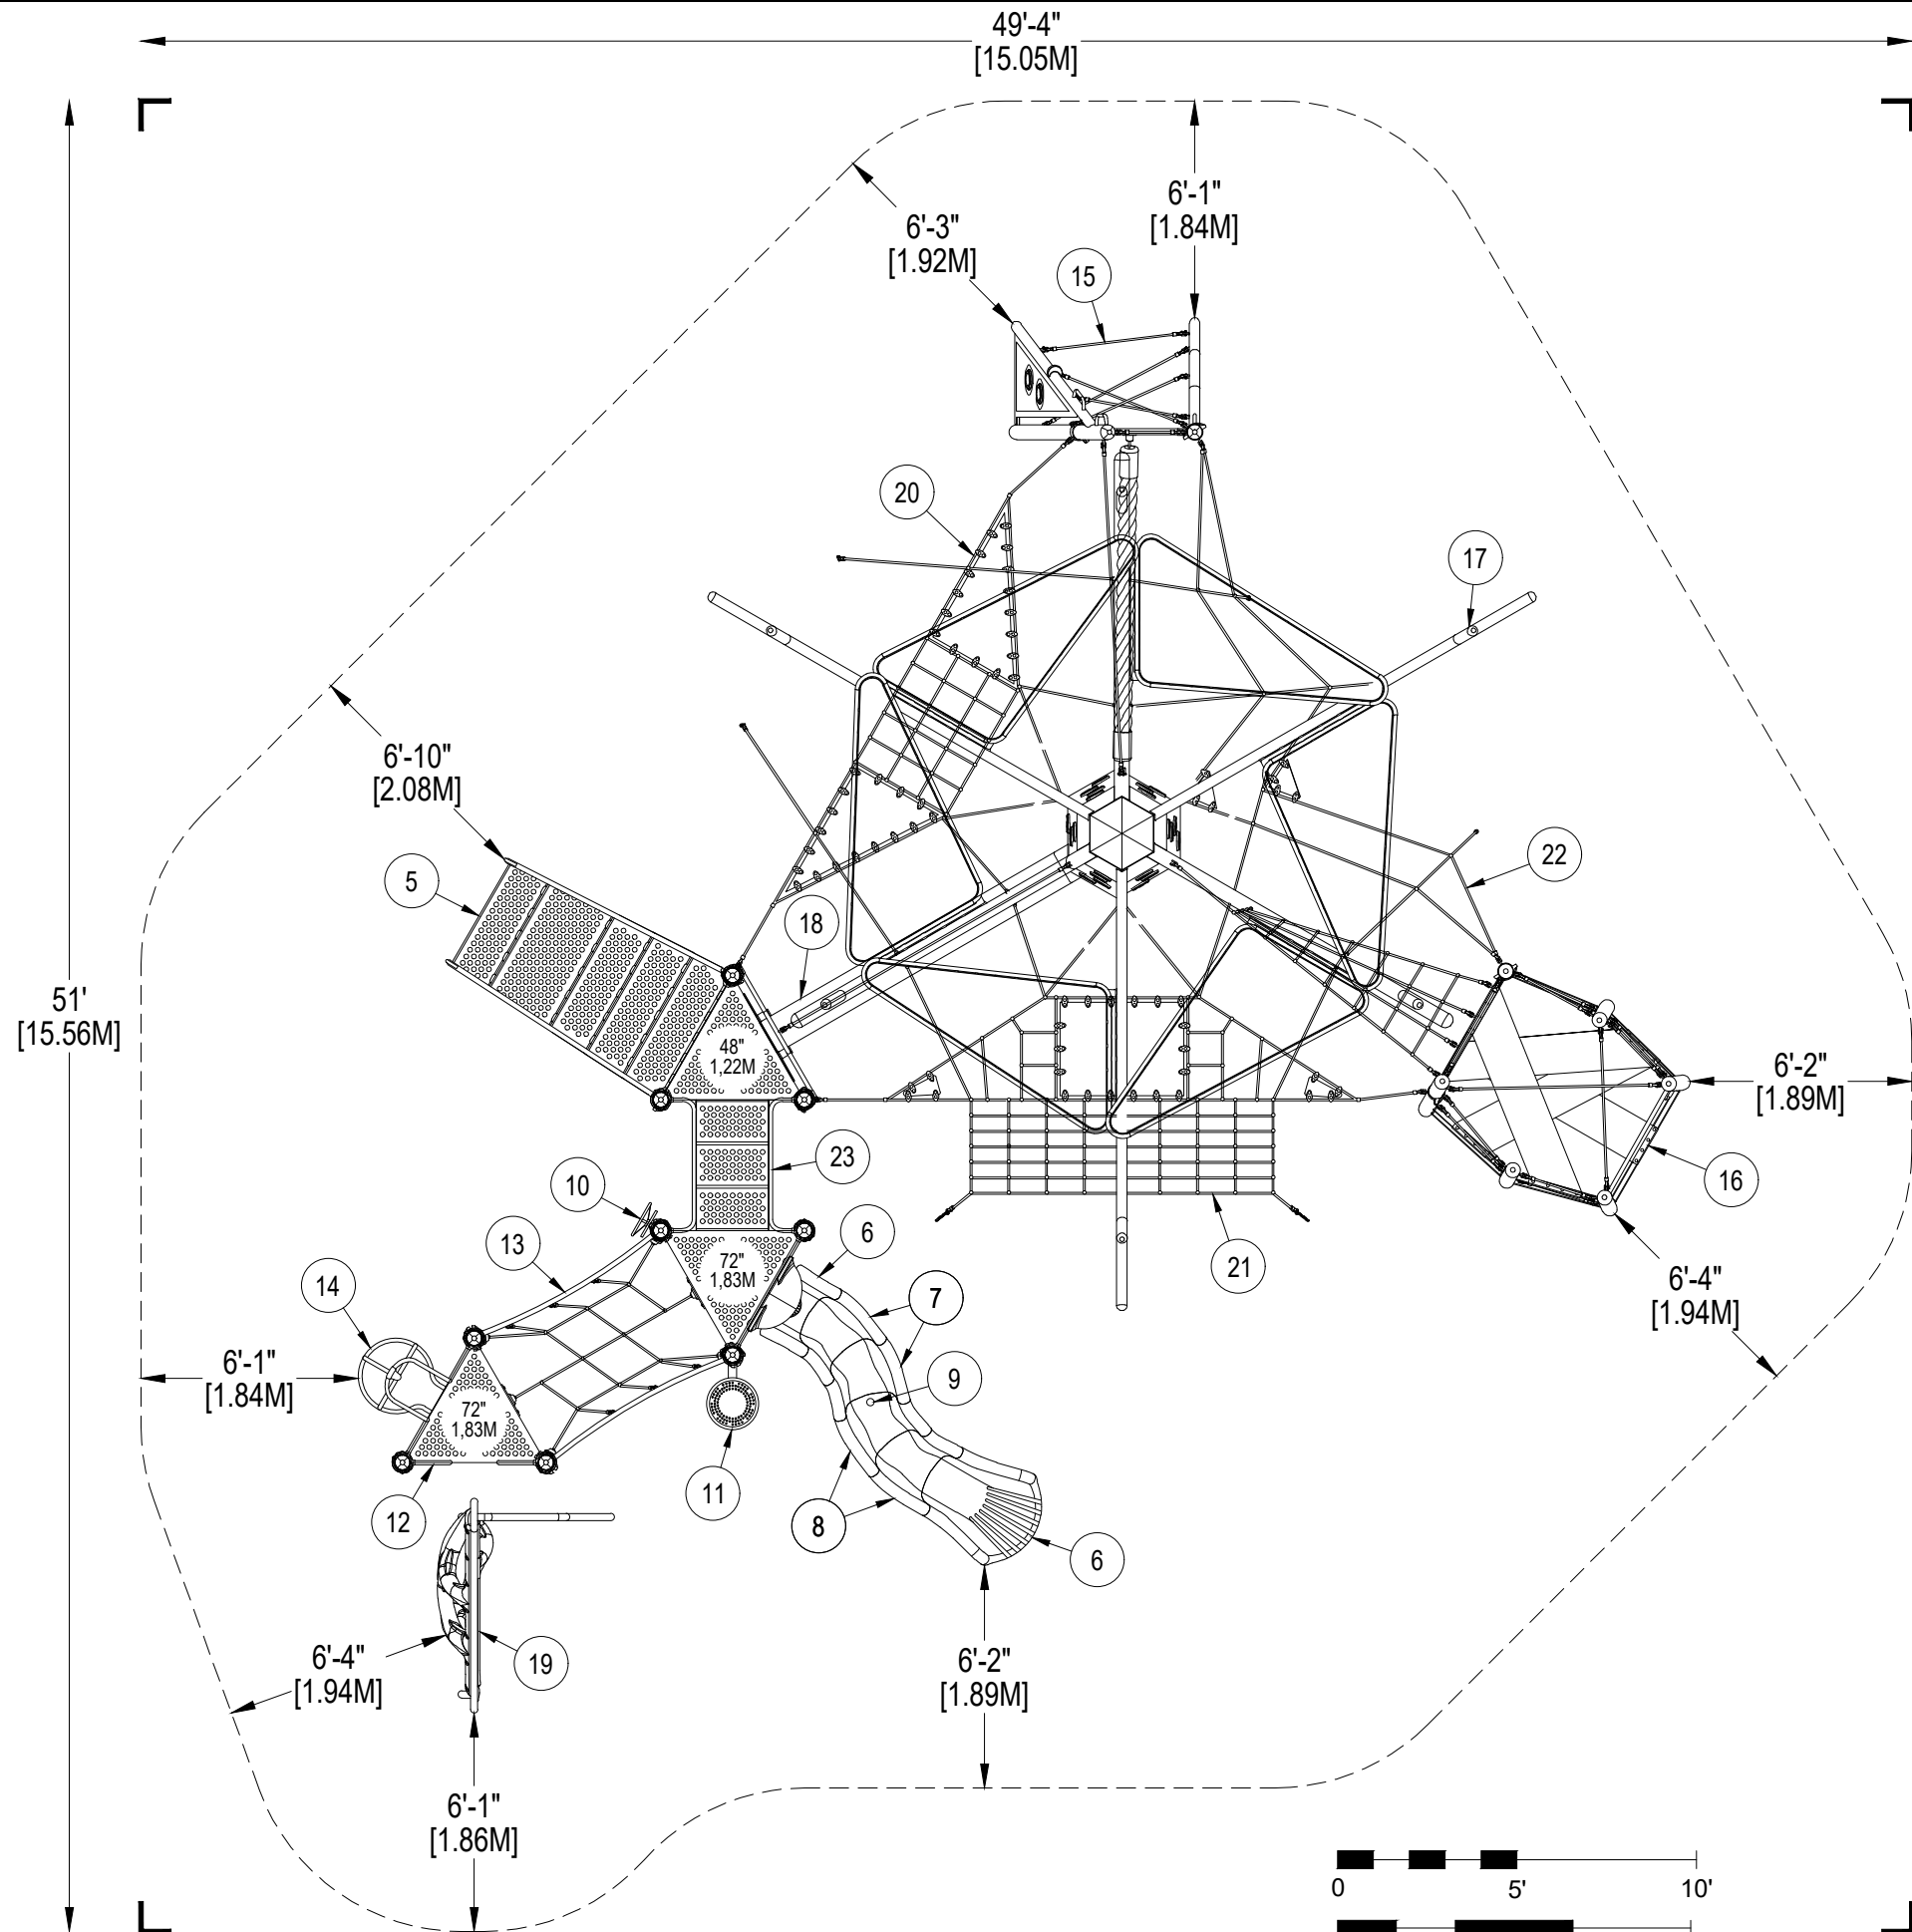 49'-4"
[15.05M]
6'-1"
[1.84M]
6'-3"
[1.92M]
15
20
17
6'-10"
[2.08M]
5
18
22
51'
[15.56M]
48"
1,22M
6'-2"
[1.89M]
23
16
10
6
13
72"
1,83M
21
7
14
6'-4"
[1.94M]
6'-1"
[1.84M]
9
72"
1,83M
11
12
8
6
6'-4"
[1.94M]
19
6'-2"
[1.89M]
6'-1"
[1.86M]
0 5' 10'